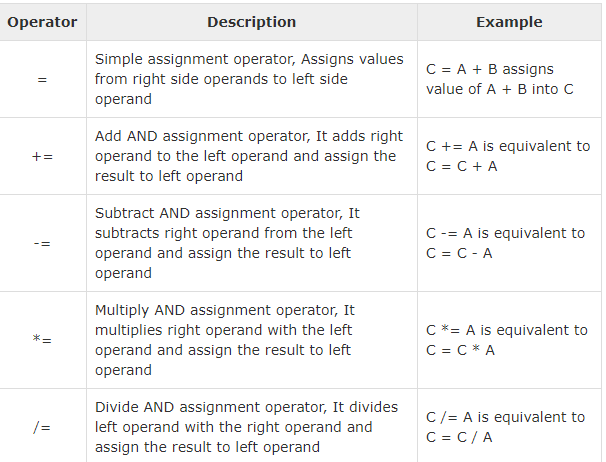 Operator Description Example
=
Simple assignment operator, Assigns values
from right side operands to left side
operand
C = A + B assigns
value of A + B into C
+=
Add AND assignment operator, It adds right
operand to the left operand and assign the
result to left operand
C += A is equivalent to
C = C + A
-=
Subtract AND assignment operator, It
subtracts right operand from the left
operand and assign the result to left
operand
C -= A is equivalent to
C = C - A
*=
Multiply AND assignment operator, It
multiplies right operand with the left
operand and assign the result to left
operand
C *= A is equivalent to
C = C * A
/=
Divide AND assignment operator, It divides
left operand with the right operand and
assign the result to left operand
C /= A is equivalent to
C = C / A